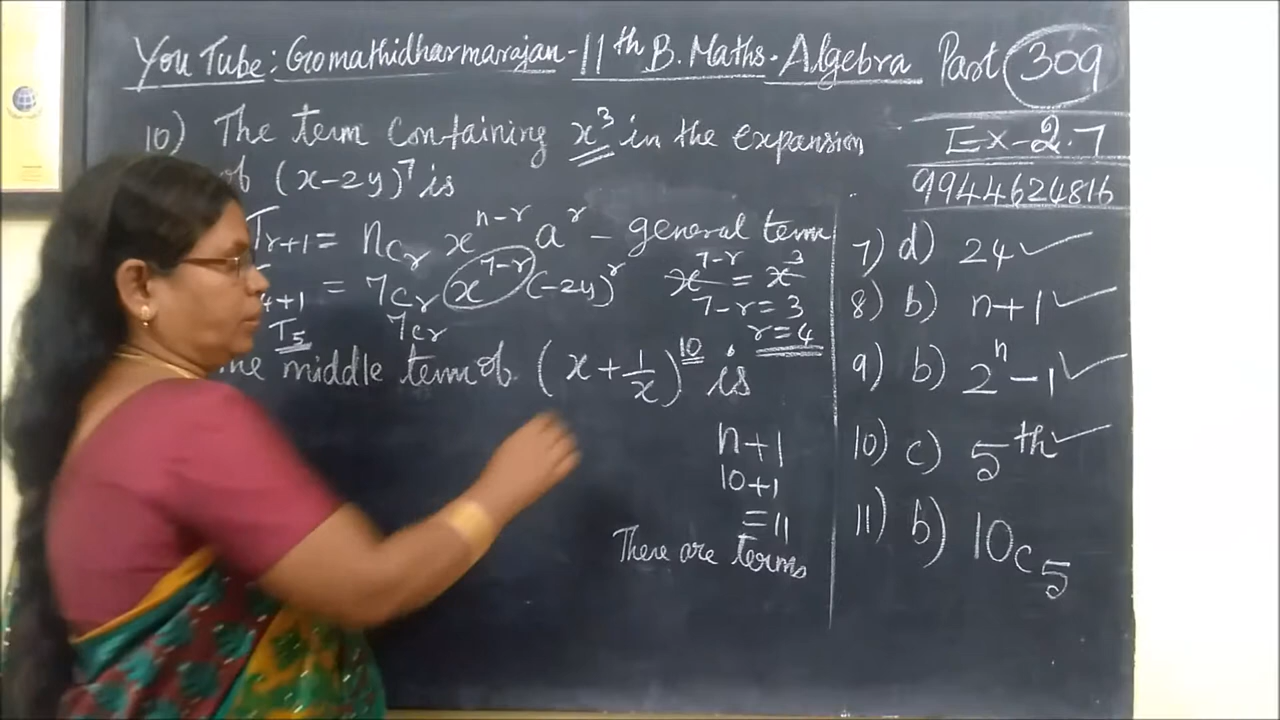 You Tube: Gomathidharmarajan-11th B. Maths. Algebra Part 309
Ex-2.7
9944624816
10) The term containing x³ in the expansion
of (x-2y)⁷ is
Tr+1 = nCr x^(n-r) a^r - general term
= 7Cr x^(7-r) (-2y)^r
4+1
T5
7Cr
x^(7-r) = x³
7-r = 3
r = 4
middle term of (x + 1/x)^10 is
n+1
10+1
= 11
There are terms
7) d) 24 ✓
8) b) n+1 ✓
9) b) 2^n - 1 ✓
10) c) 5th ✓
11) b) 10C5